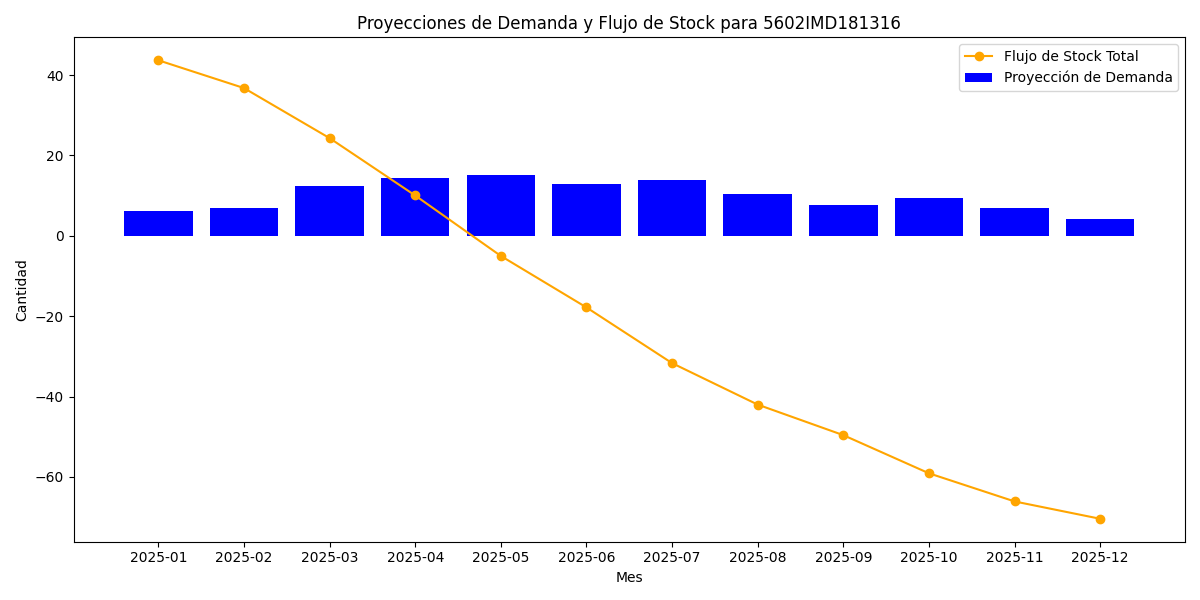 Proyecciones de Demanda y Flujo de Stock para 5602IMD181316
Flujo de Stock Total
Proyección de Demanda
Cantidad
40
20
0
−20
−40
−60
2025-01 2025-02 2025-03 2025-04 2025-05 2025-06 2025-07 2025-08 2025-09 2025-10 2025-11 2025-12
Mes